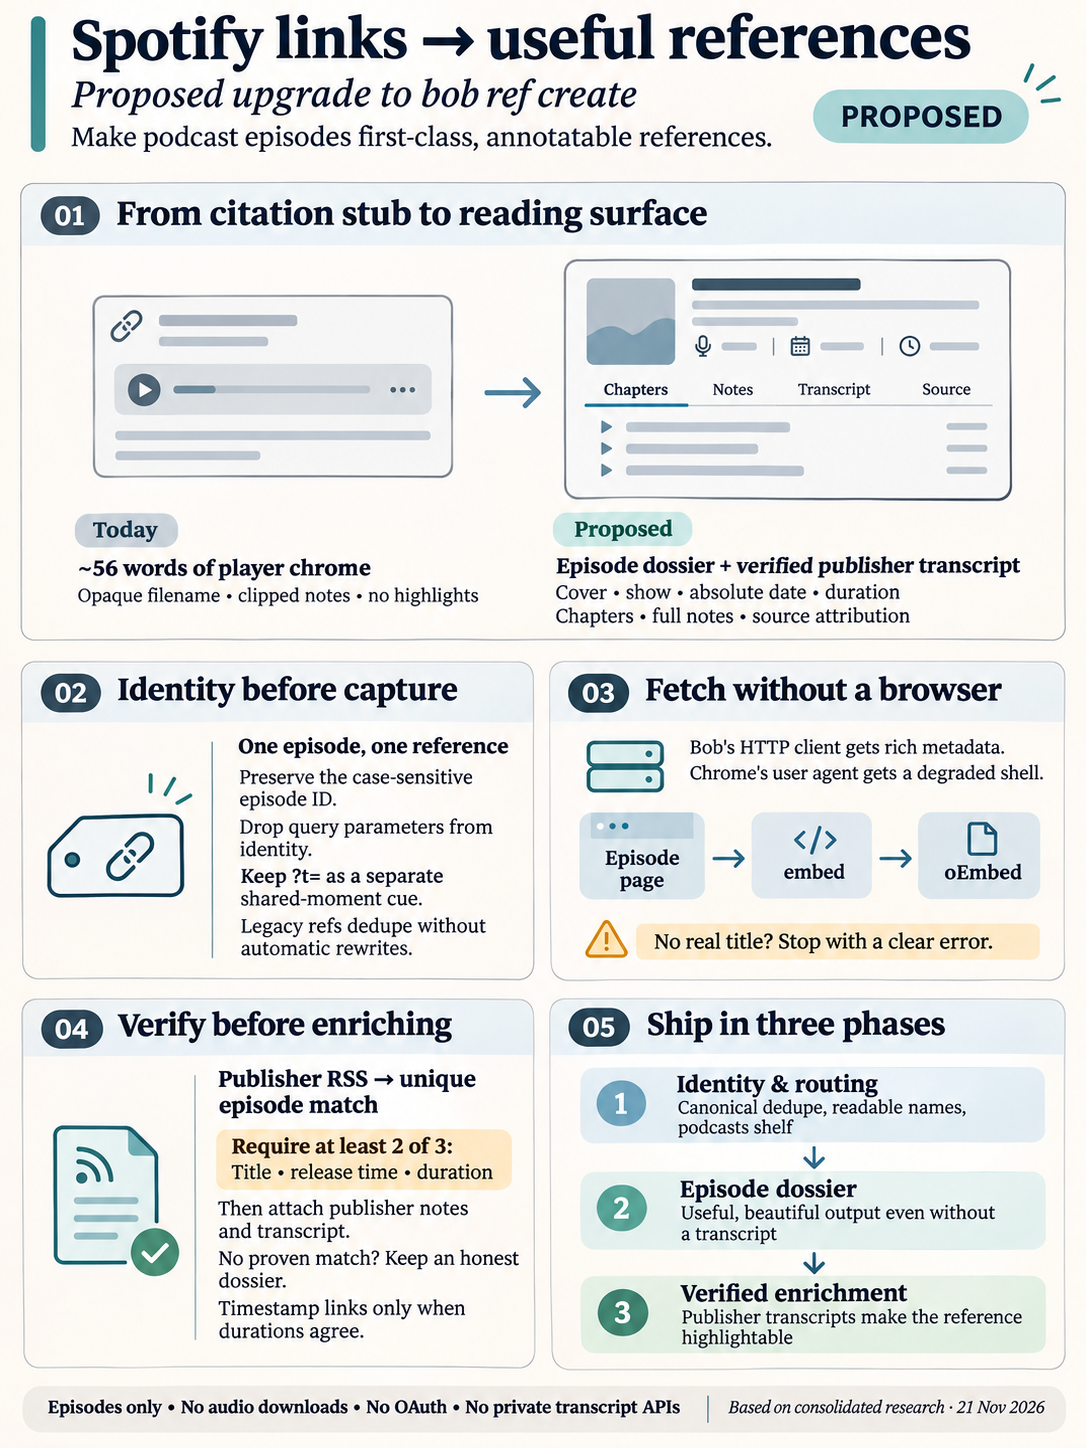 Spotify links → useful references
Proposed upgrade to bob ref create
Make podcast episodes first-class, annotatable references.
PROPOSED
01 From citation stub to reading surface
Chapters Notes Transcript Source
Today
~56 words of player chrome
Opaque filename • clipped notes • no highlights
Proposed
Episode dossier + verified publisher transcript
Cover • show • absolute date • duration
Chapters • full notes • source attribution
02 Identity before capture
One episode, one reference
Preserve the case-sensitive
episode ID.
Drop query parameters from
identity.
Keep ?t= as a separate
shared-moment cue.
Legacy refs dedupe without
automatic rewrites.
03 Fetch without a browser
Bob's HTTP client gets rich metadata.
Chrome's user agent gets a degraded shell.
Episode
page
</> embed
oEmbed
No real title? Stop with a clear error.
04 Verify before enriching
Publisher RSS → unique
episode match
Require at least 2 of 3:
Title • release time • duration
Then attach publisher notes
and transcript.
No proven match? Keep an honest
dossier.
Timestamp links only when
durations agree.
05 Ship in three phases
1 Identity & routing
Canonical dedupe, readable names,
podcasts shelf
2 Episode dossier
Useful, beautiful output even without
a transcript
3 Verified enrichment
Publisher transcripts make the reference
highlightable
Episodes only • No audio downloads • No OAuth • No private transcript APIs
Based on consolidated research · 21 Nov 2026